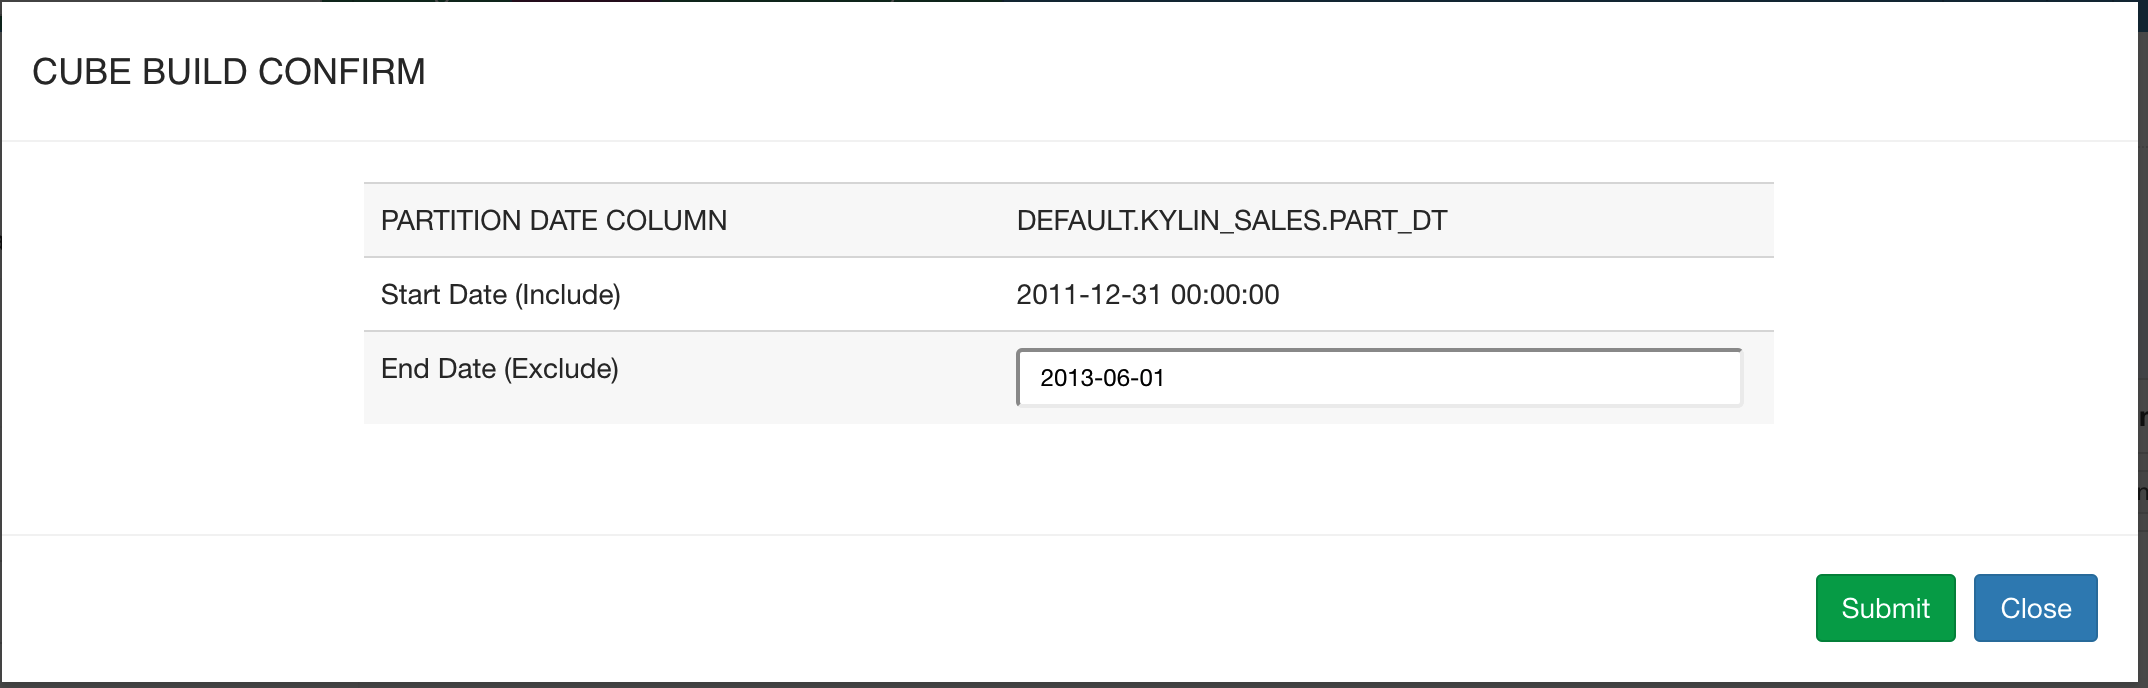 CUBE BUILD CONFIRM
PARTITION DATE COLUMN DEFAULT.KYLIN_SALES.PART_DT
Start Date (Include) 2011-12-31 00:00:00
End Date (Exclude) 2013-06-01
Submit Close